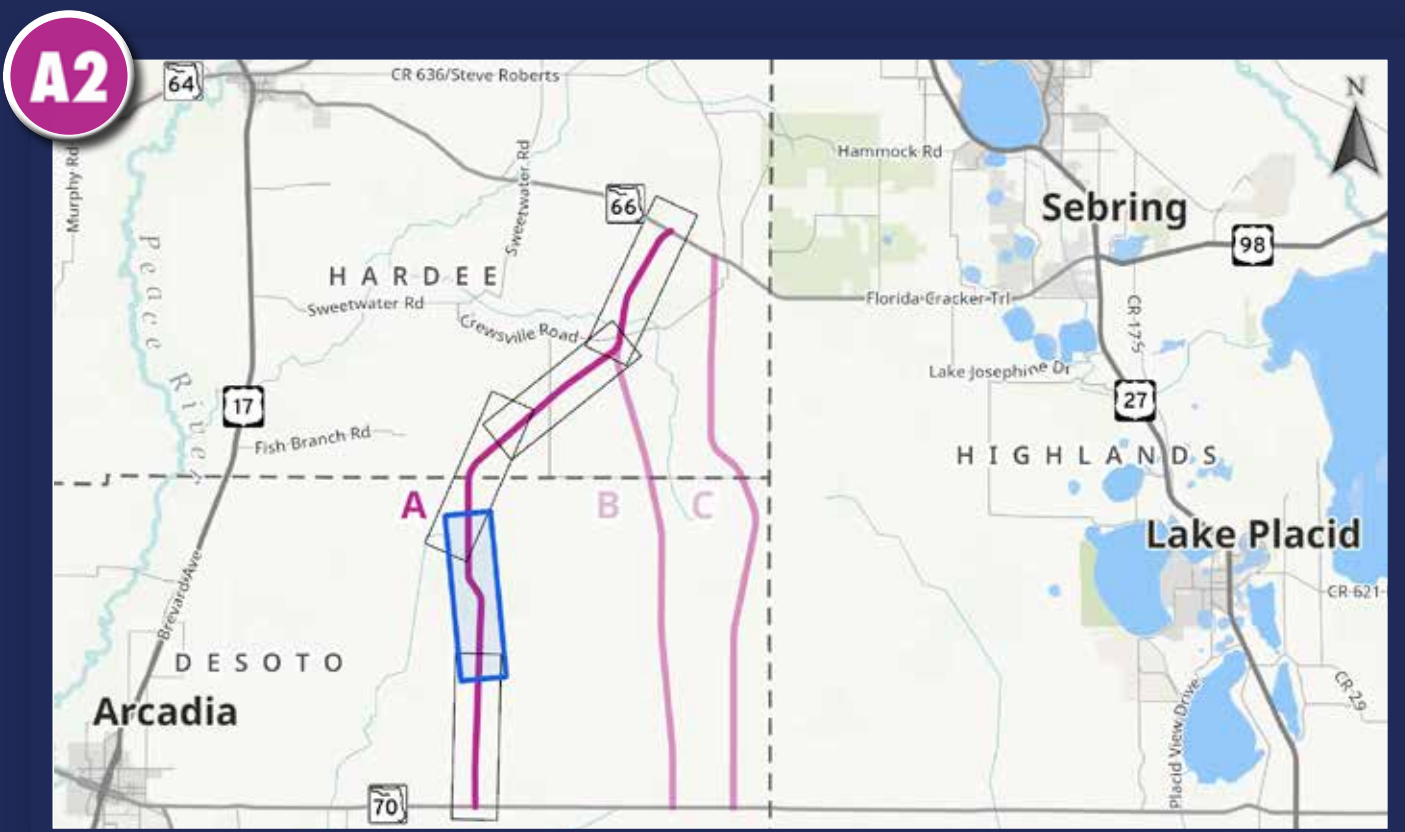 A2
64
CR 636/Steve Roberts
N
Murphy Rd
Hammock Rd
Sweetwater Rd
66
Sebring
98
Peace River
HARDEE
Sweetwater Rd
Florida-Cracker-Trl
Crewsville Road
CR-17-S
Lake Josephine Dr
17
27
Fish Branch Rd
HIGHLANDS
A
B
C
Lake Placid
Brevard Ave
CR-621
DESOTO
CR-29
Arcadia
Placid View Drive
70